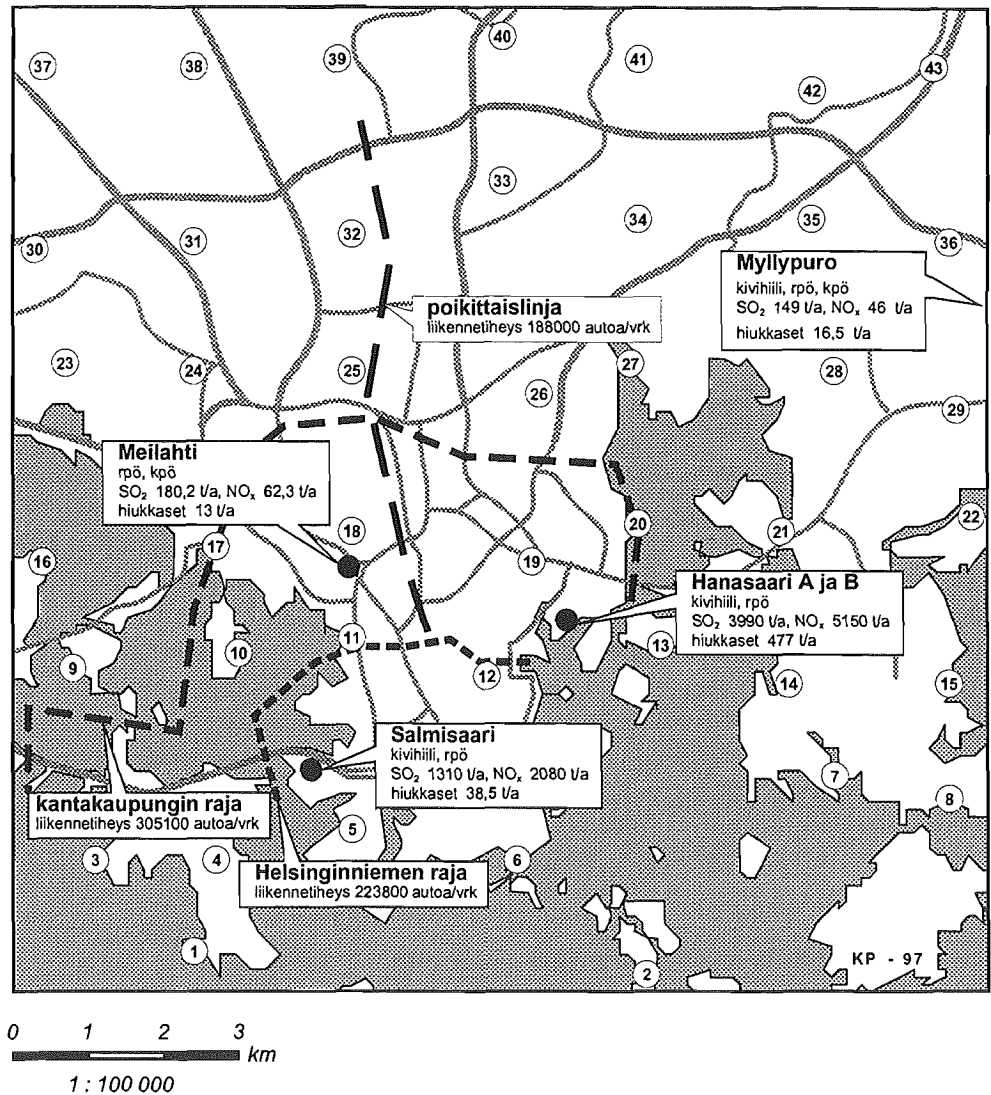 40
39
41
37
38
43
42
33
32
34
35
31
30
36
Myllypuro
kivihiili, rpö, kpö
SO₂ 149 t/a, NOₓ 46 t/a
hiukkaset 16,5 t/a
poikittaislinja
liikennetiheys 188000 autoa/vrk
23
24
25
26
27
28
29
Meilahti
rpö, kpö
SO₂ 180,2 t/a, NOₓ 62,3 t/a
hiukkaset 13 t/a
22
20
21
18
17
19
16
Hanasaari A ja B
kivihiili, rpö
SO₂ 3990 t/a, NOₓ 5150 t/a
hiukkaset 477 t/a
11
10
13
9
12
14
15
Salmisaari
kivihiili, rpö
SO₂ 1310 t/a, NOₓ 2080 t/a
hiukkaset 38,5 t/a
7
8
kantakaupungin raja
liikennetiheys 305100 autoa/vrk
5
3
4
6
Helsinginniemen raja
liikennetiheys 223800 autoa/vrk
1
2
KP - 97
0 1 2 3
km
1 : 100 000